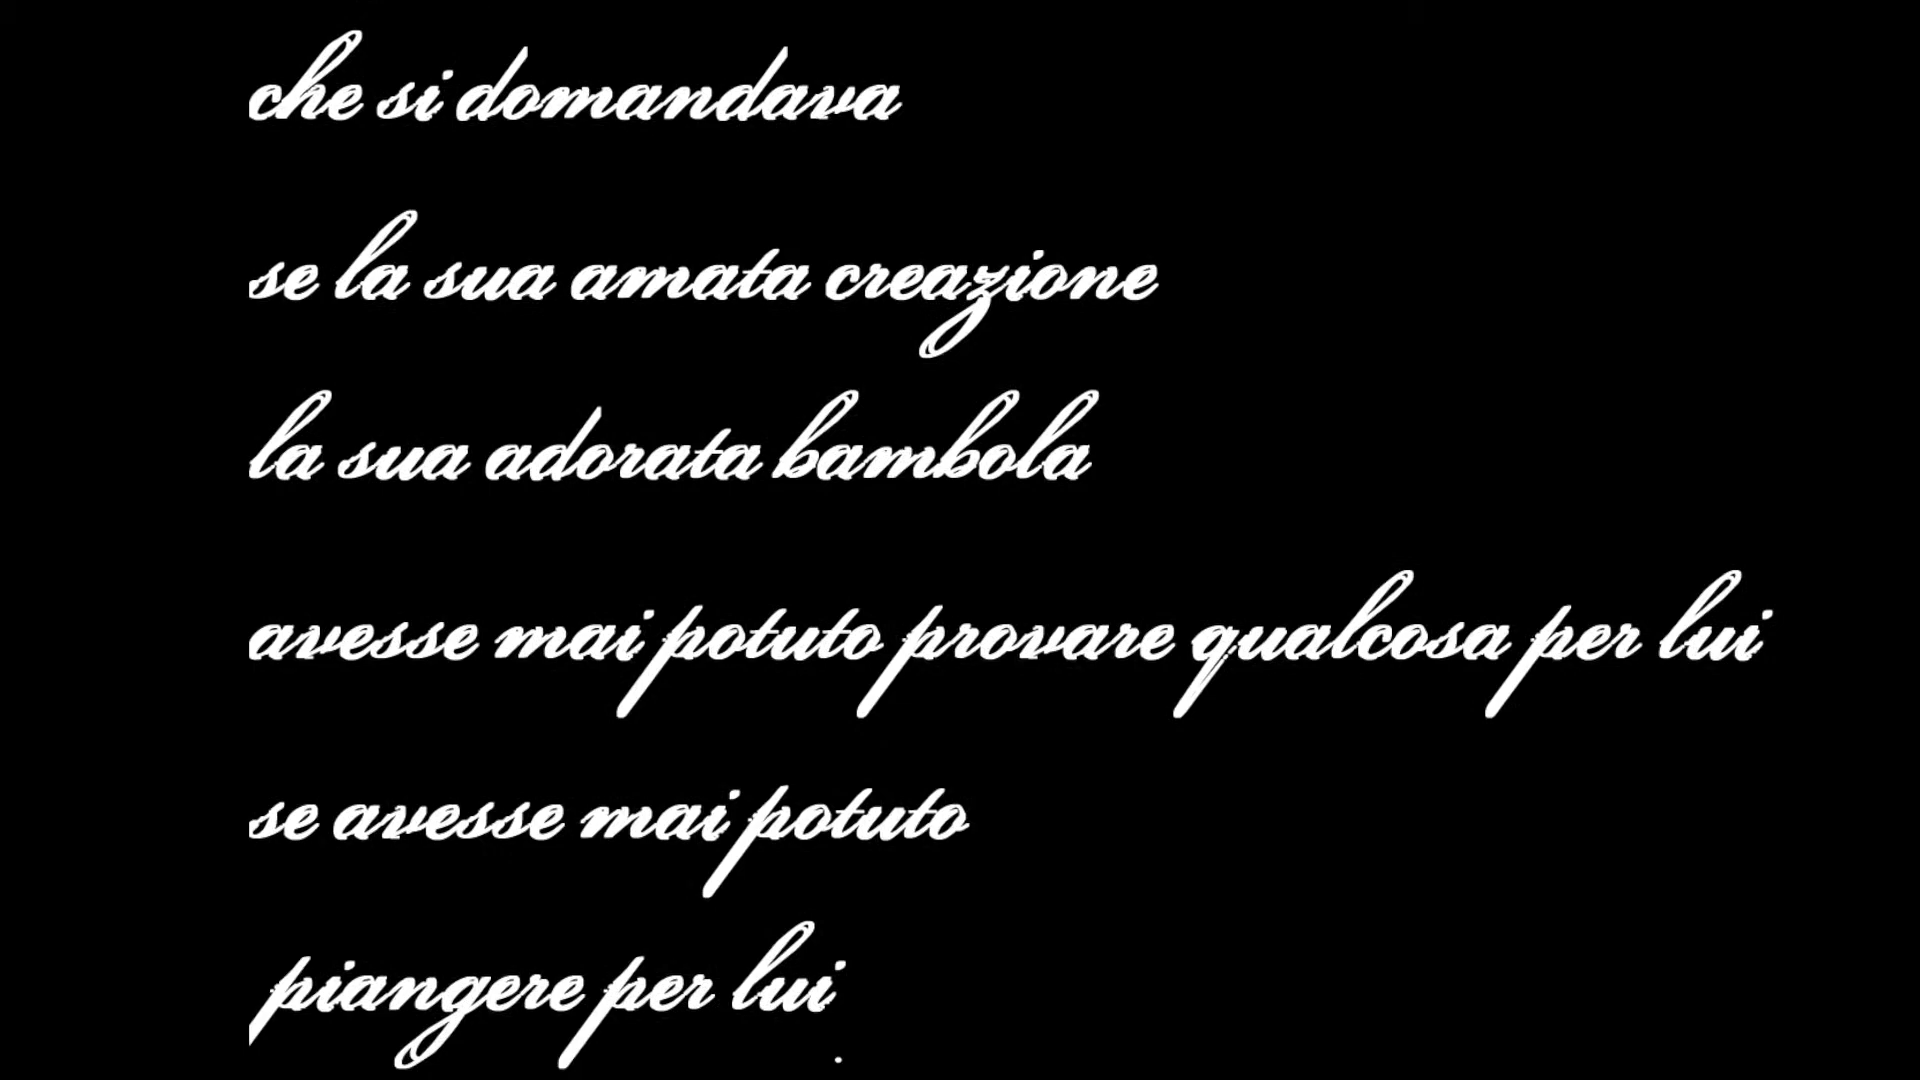 che si domandava
se la sua amata creazione
la sua adorata bambola
avesse mai potuto provare qualcosa per lui
se avesse mai potuto
piangere per lui